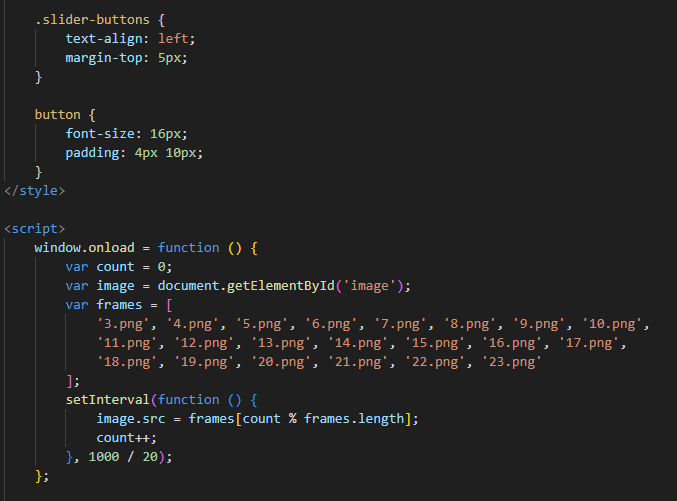 .slider-buttons {
text-align: left;
margin-top: 5px;
}
button {
font-size: 16px;
padding: 4px 10px;
}
</style>
<script>
window.onload = function () {
var count = 0;
var image = document.getElementById('image');
var frames = [
'3.png', '4.png', '5.png', '6.png', '7.png', '8.png', '9.png', '10.png',
'11.png', '12.png', '13.png', '14.png', '15.png', '16.png', '17.png',
'18.png', '19.png', '20.png', '21.png', '22.png', '23.png'
];
setInterval(function () {
image.src = frames[count % frames.length];
count++;
}, 1000 / 20);
};